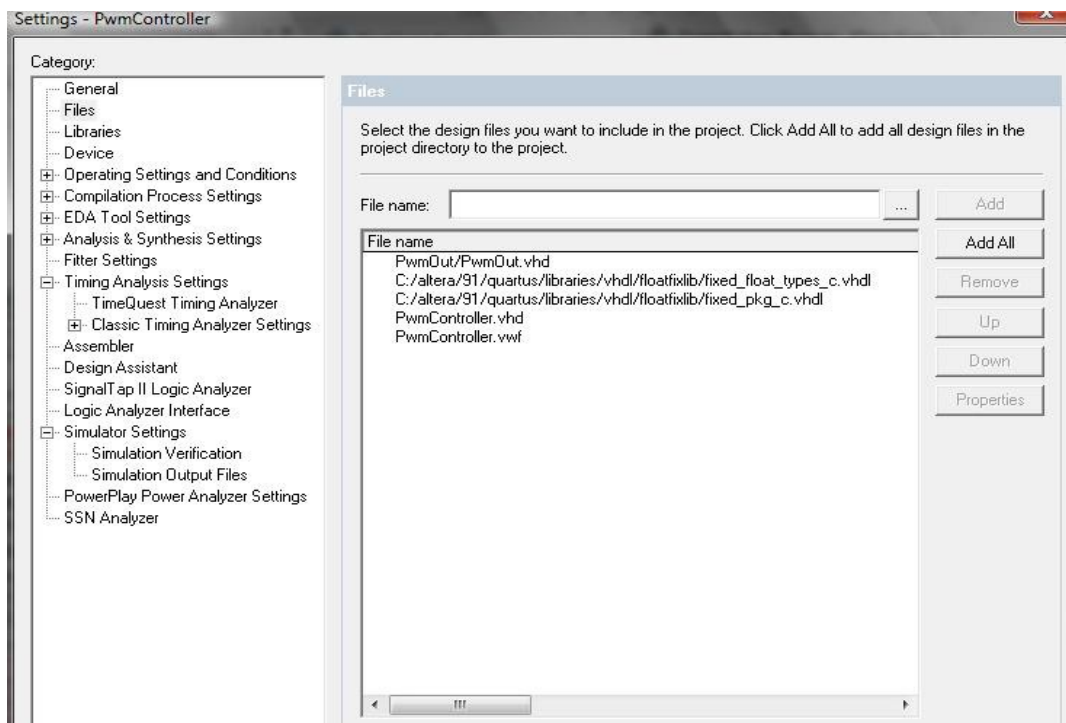 Settings - PwmController
Category:
General
Files
Libraries
Device
Operating Settings and Conditions
Compilation Process Settings
EDA Tool Settings
Analysis & Synthesis Settings
Fitter Settings
Timing Analysis Settings
TimeQuest Timing Analyzer
Classic Timing Analyzer Settings
Assembler
Design Assistant
SignalTap II Logic Analyzer
Logic Analyzer Interface
Simulator Settings
Simulation Verification
Simulation Output Files
PowerPlay Power Analyzer Settings
SSN Analyzer
Files
Select the design files you want to include in the project. Click Add All to add all design files in the
project directory to the project.
File name:
...
Add
File name
PwmOut/PwmOut.vhd
C:/altera/91/quartus/libraries/vhdl/floatfixlib/fixed_float_types_c.vhdl
C:/altera/91/quartus/libraries/vhdl/floatfixlib/fixed_pkg_c.vhdl
PwmController.vhd
PwmController.vwf
Add All
Remove
Up
Down
Properties